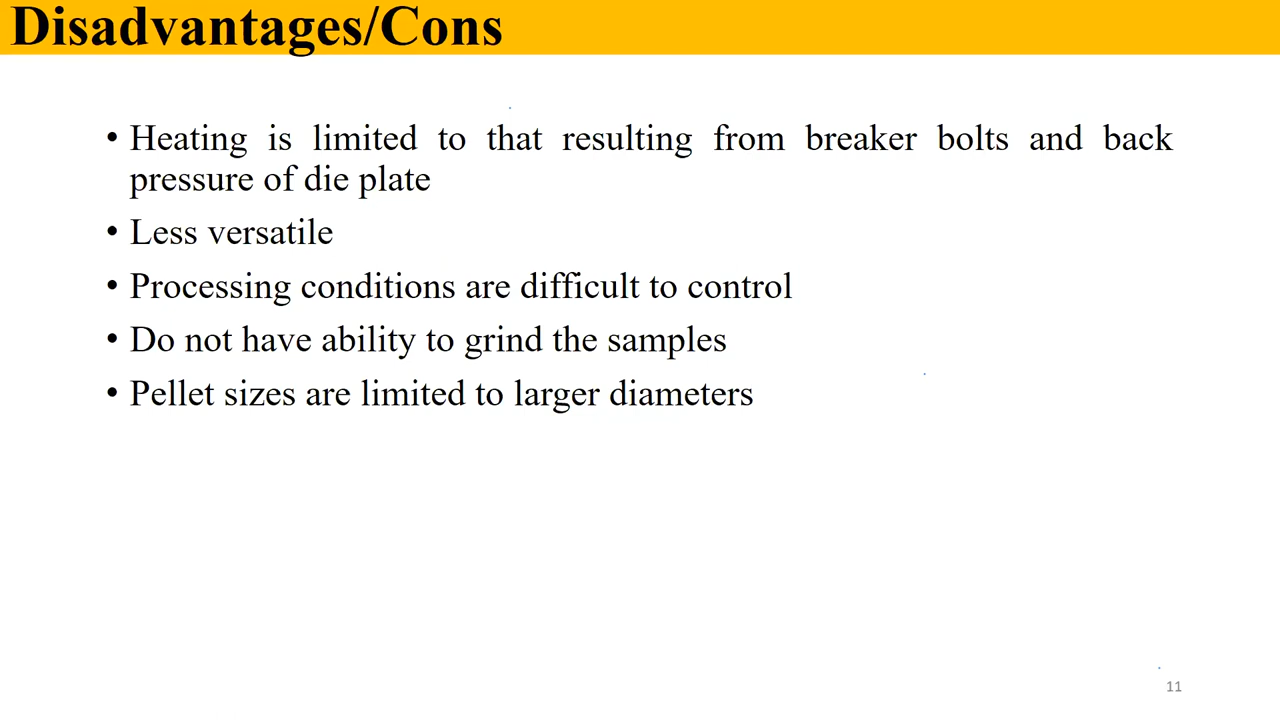 Disadvantages/Cons
• Heating is limited to that resulting from breaker bolts and back
pressure of die plate
• Less versatile
• Processing conditions are difficult to control
• Do not have ability to grind the samples
• Pellet sizes are limited to larger diameters
11